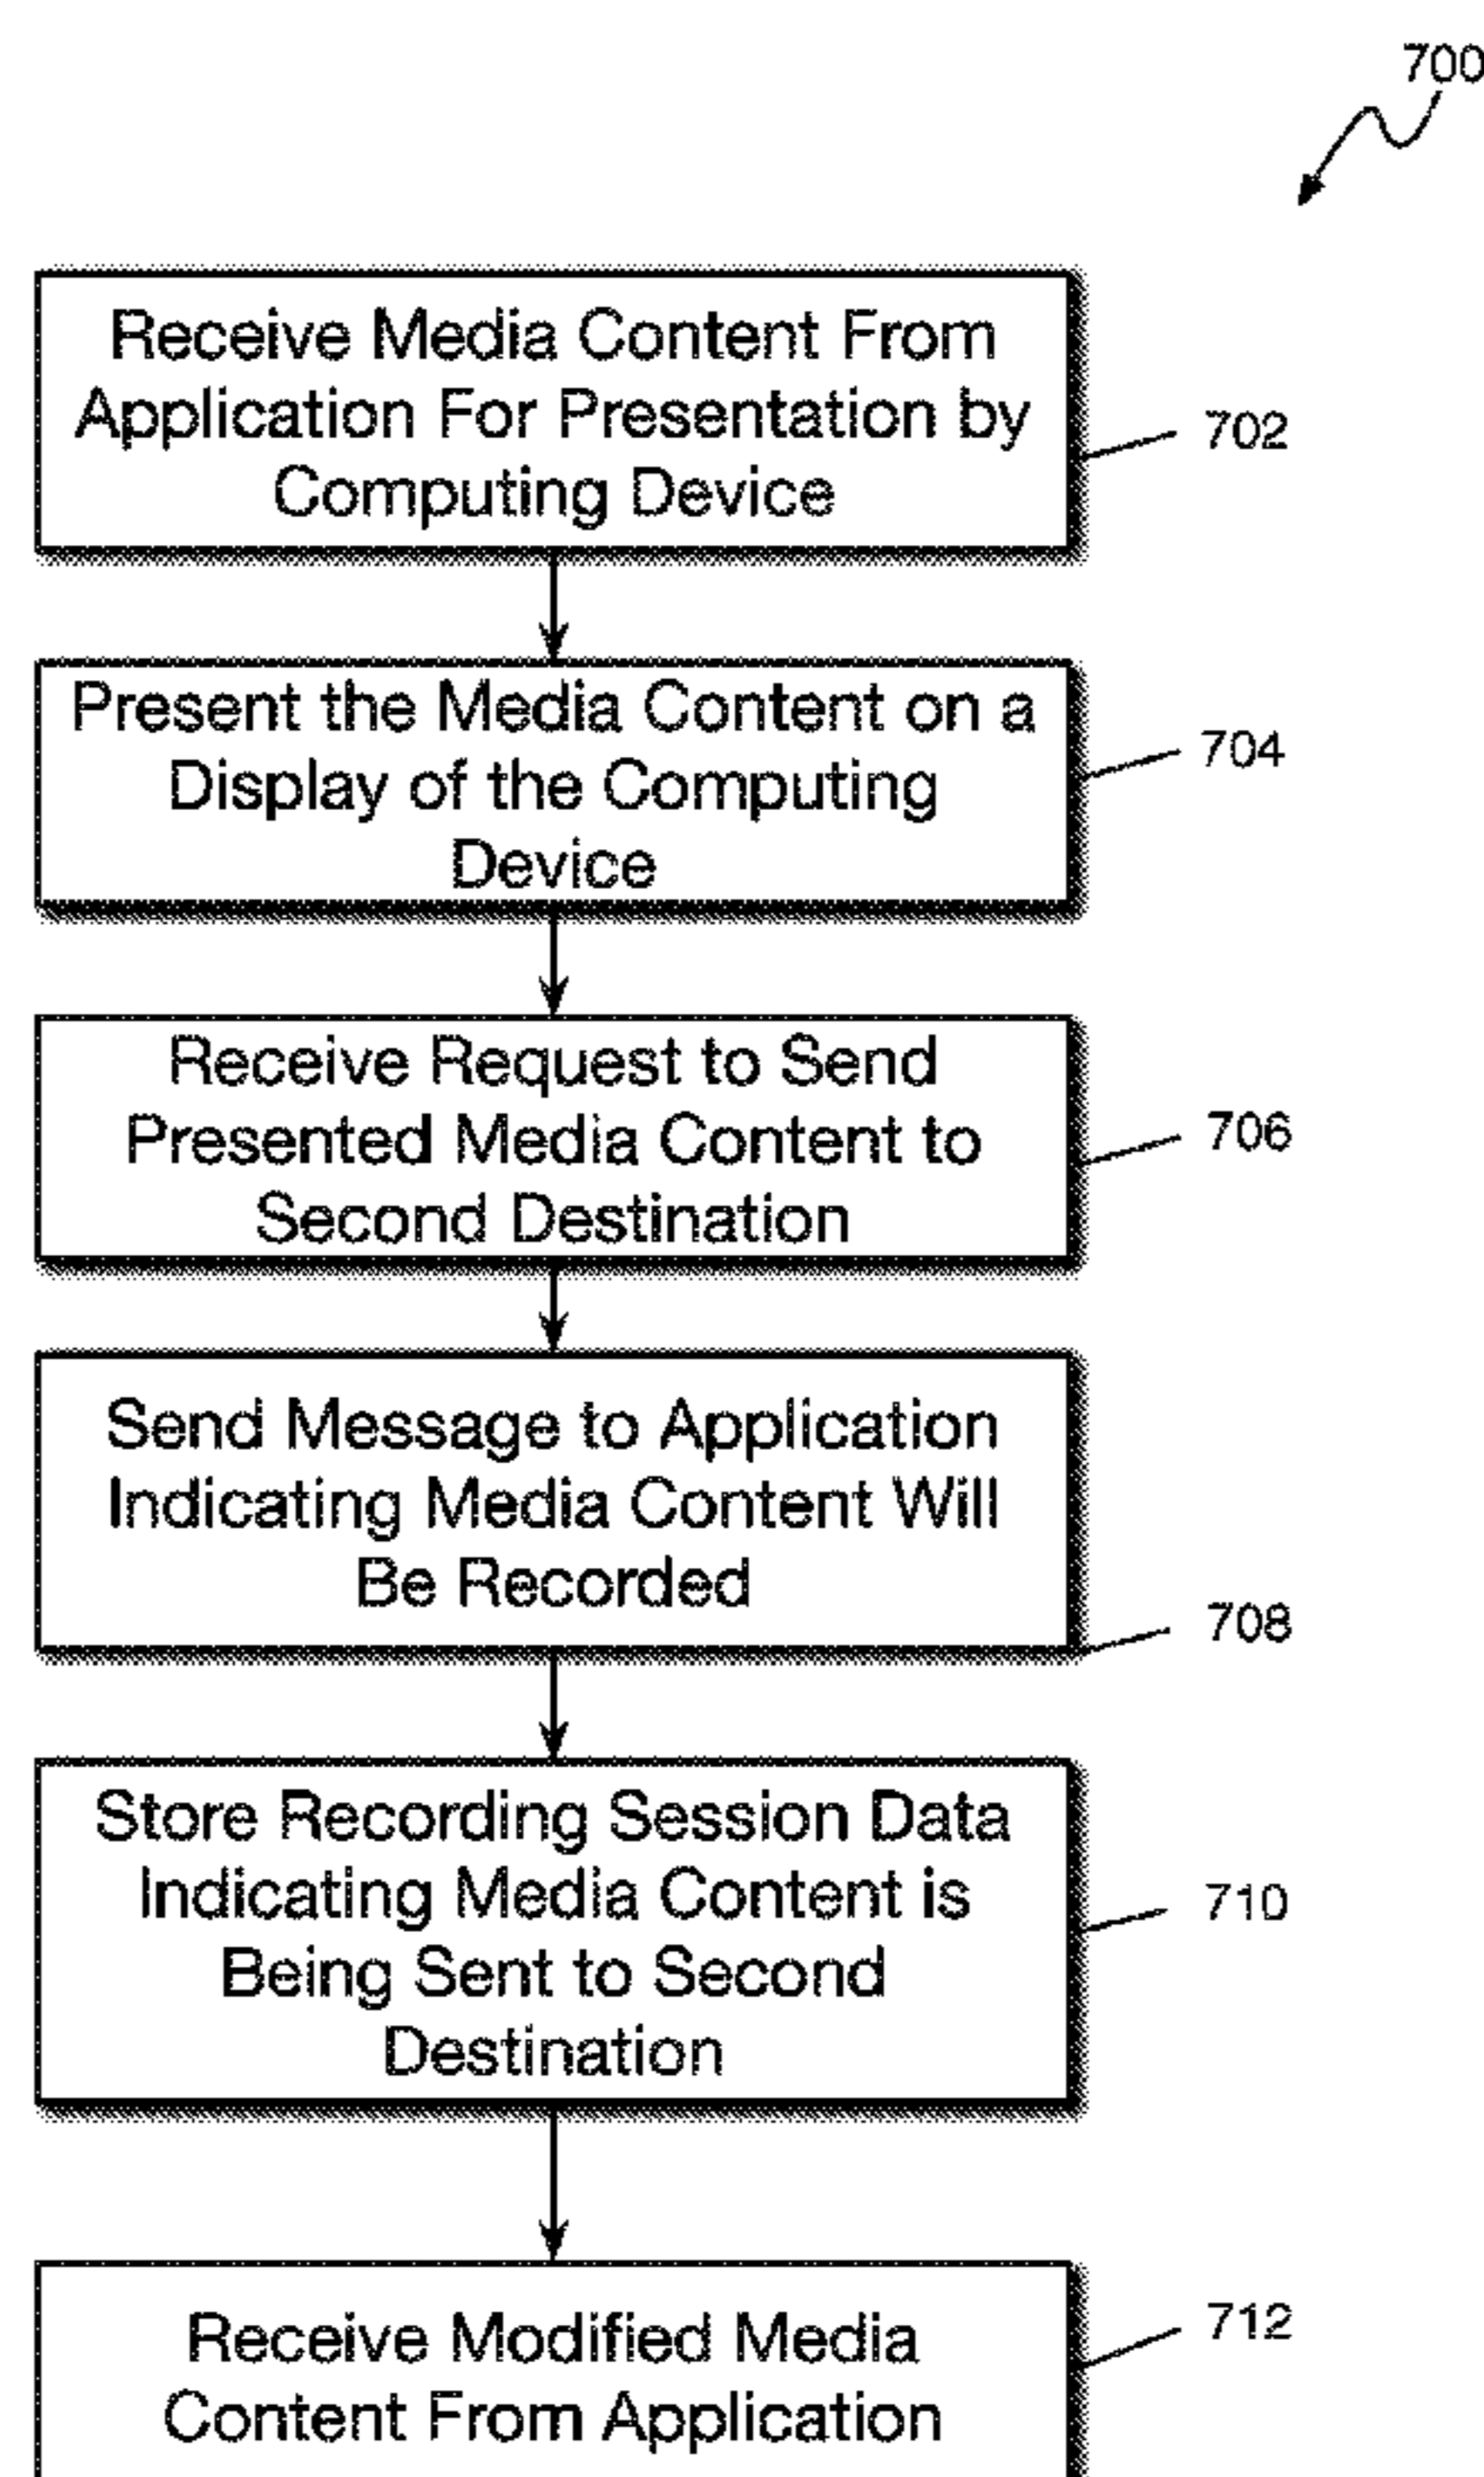 700
Receive Media Content From
Application For Presentation by
Computing Device
702
Present the Media Content on a
Display of the Computing
Device
704
Receive Request to Send
Presented Media Content to
Second Destination
706
Send Message to Application
Indicating Media Content Will
Be Recorded
708
Store Recording Session Data
Indicating Media Content is
Being Sent to Second
Destination
710
Receive Modified Media
Content From Application
712